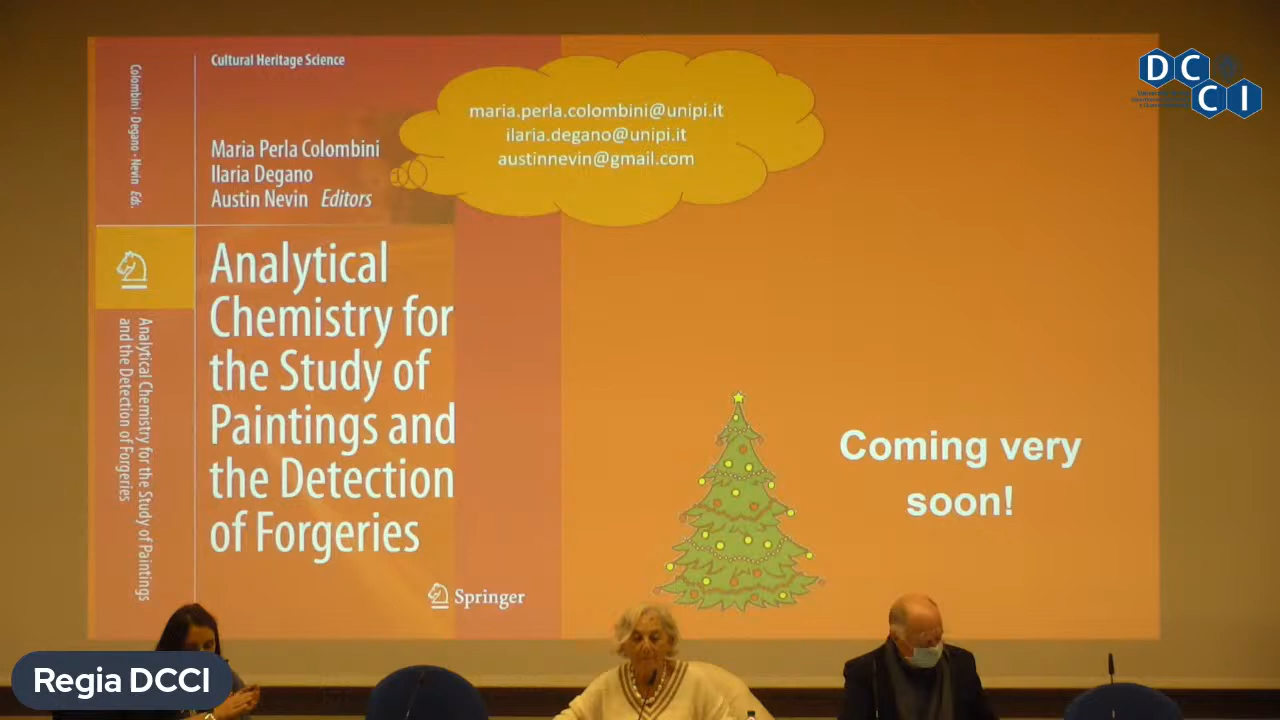 Cultural Heritage Science
Colombini · Degano · Nevin Eds.
Maria Perla Colombini
Ilaria Degano
Austin Nevin Editors
Analytical
Chemistry for
the Study of
Paintings and
the Detection
of Forgeries
Analytical Chemistry for the Study of Paintings
and the Detection of Forgeries
Springer
maria.perla.colombini@unipi.it
ilaria.degano@unipi.it
austinnevin@gmail.com
Coming very
soon!
DC
CI
Regia DCCI